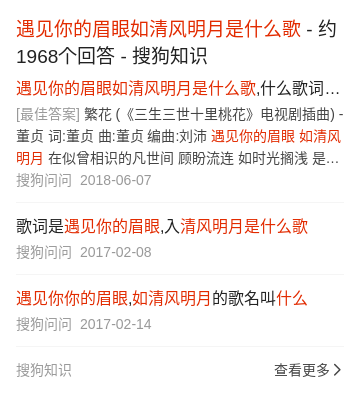 遇见你的眉眼如清风明月是什么歌 - 约
1968个回答 - 搜狗知识
遇见你的眉眼如清风明月是什么歌,什么歌词…
[最佳答案] 繁花 (《三生三世十里桃花》电视剧插曲) -
董贞 词:董贞 曲:董贞 编曲:刘沛 遇见你的眉眼 如清风
明月 在似曾相识的凡世间 顾盼流连 如时光搁浅 是…
搜狗问问 2018-06-07
歌词是遇见你的眉眼,入清风明月是什么歌
搜狗问问 2017-02-08
遇见你你的眉眼,如清风明月的歌名叫什么
搜狗问问 2017-02-14
搜狗知识 查看更多